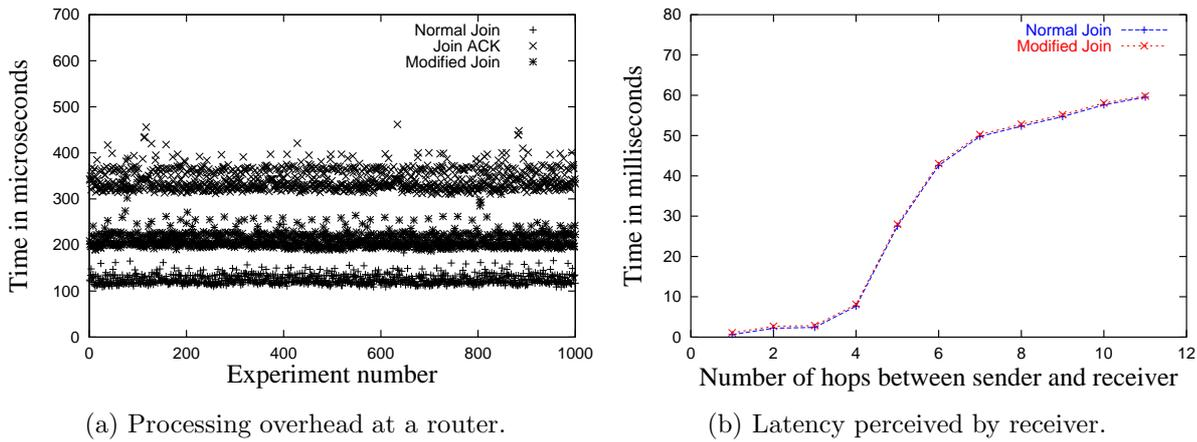 700
600
500
400
300
200
100
0
0
200
400
600
800
1000
Time in microseconds
Experiment number
Normal Join
Join ACK
Modified Join
(a) Processing overhead at a router.
80
70
60
50
40
30
20
10
0
0
2
4
6
8
10
12
Time in milliseconds
Number of hops between sender and receiver
Normal Join
Modified Join
(b) Latency perceived by receiver.